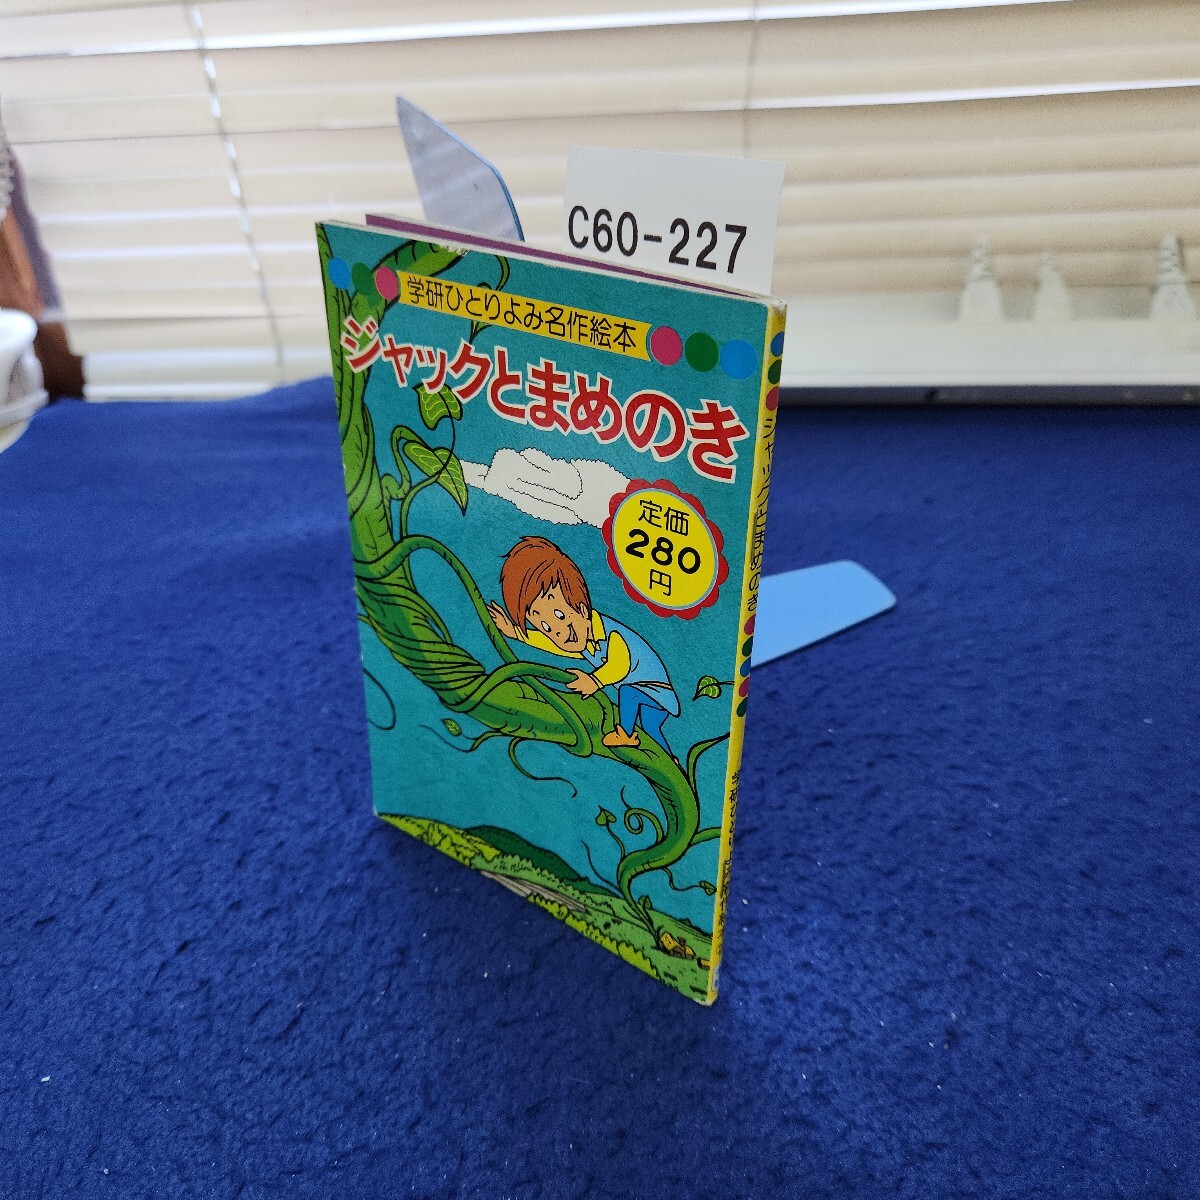 C60-227
学研ひとりよみ名作絵本
ジャックとまめのき
定価
280
円
ジャックとまめのき